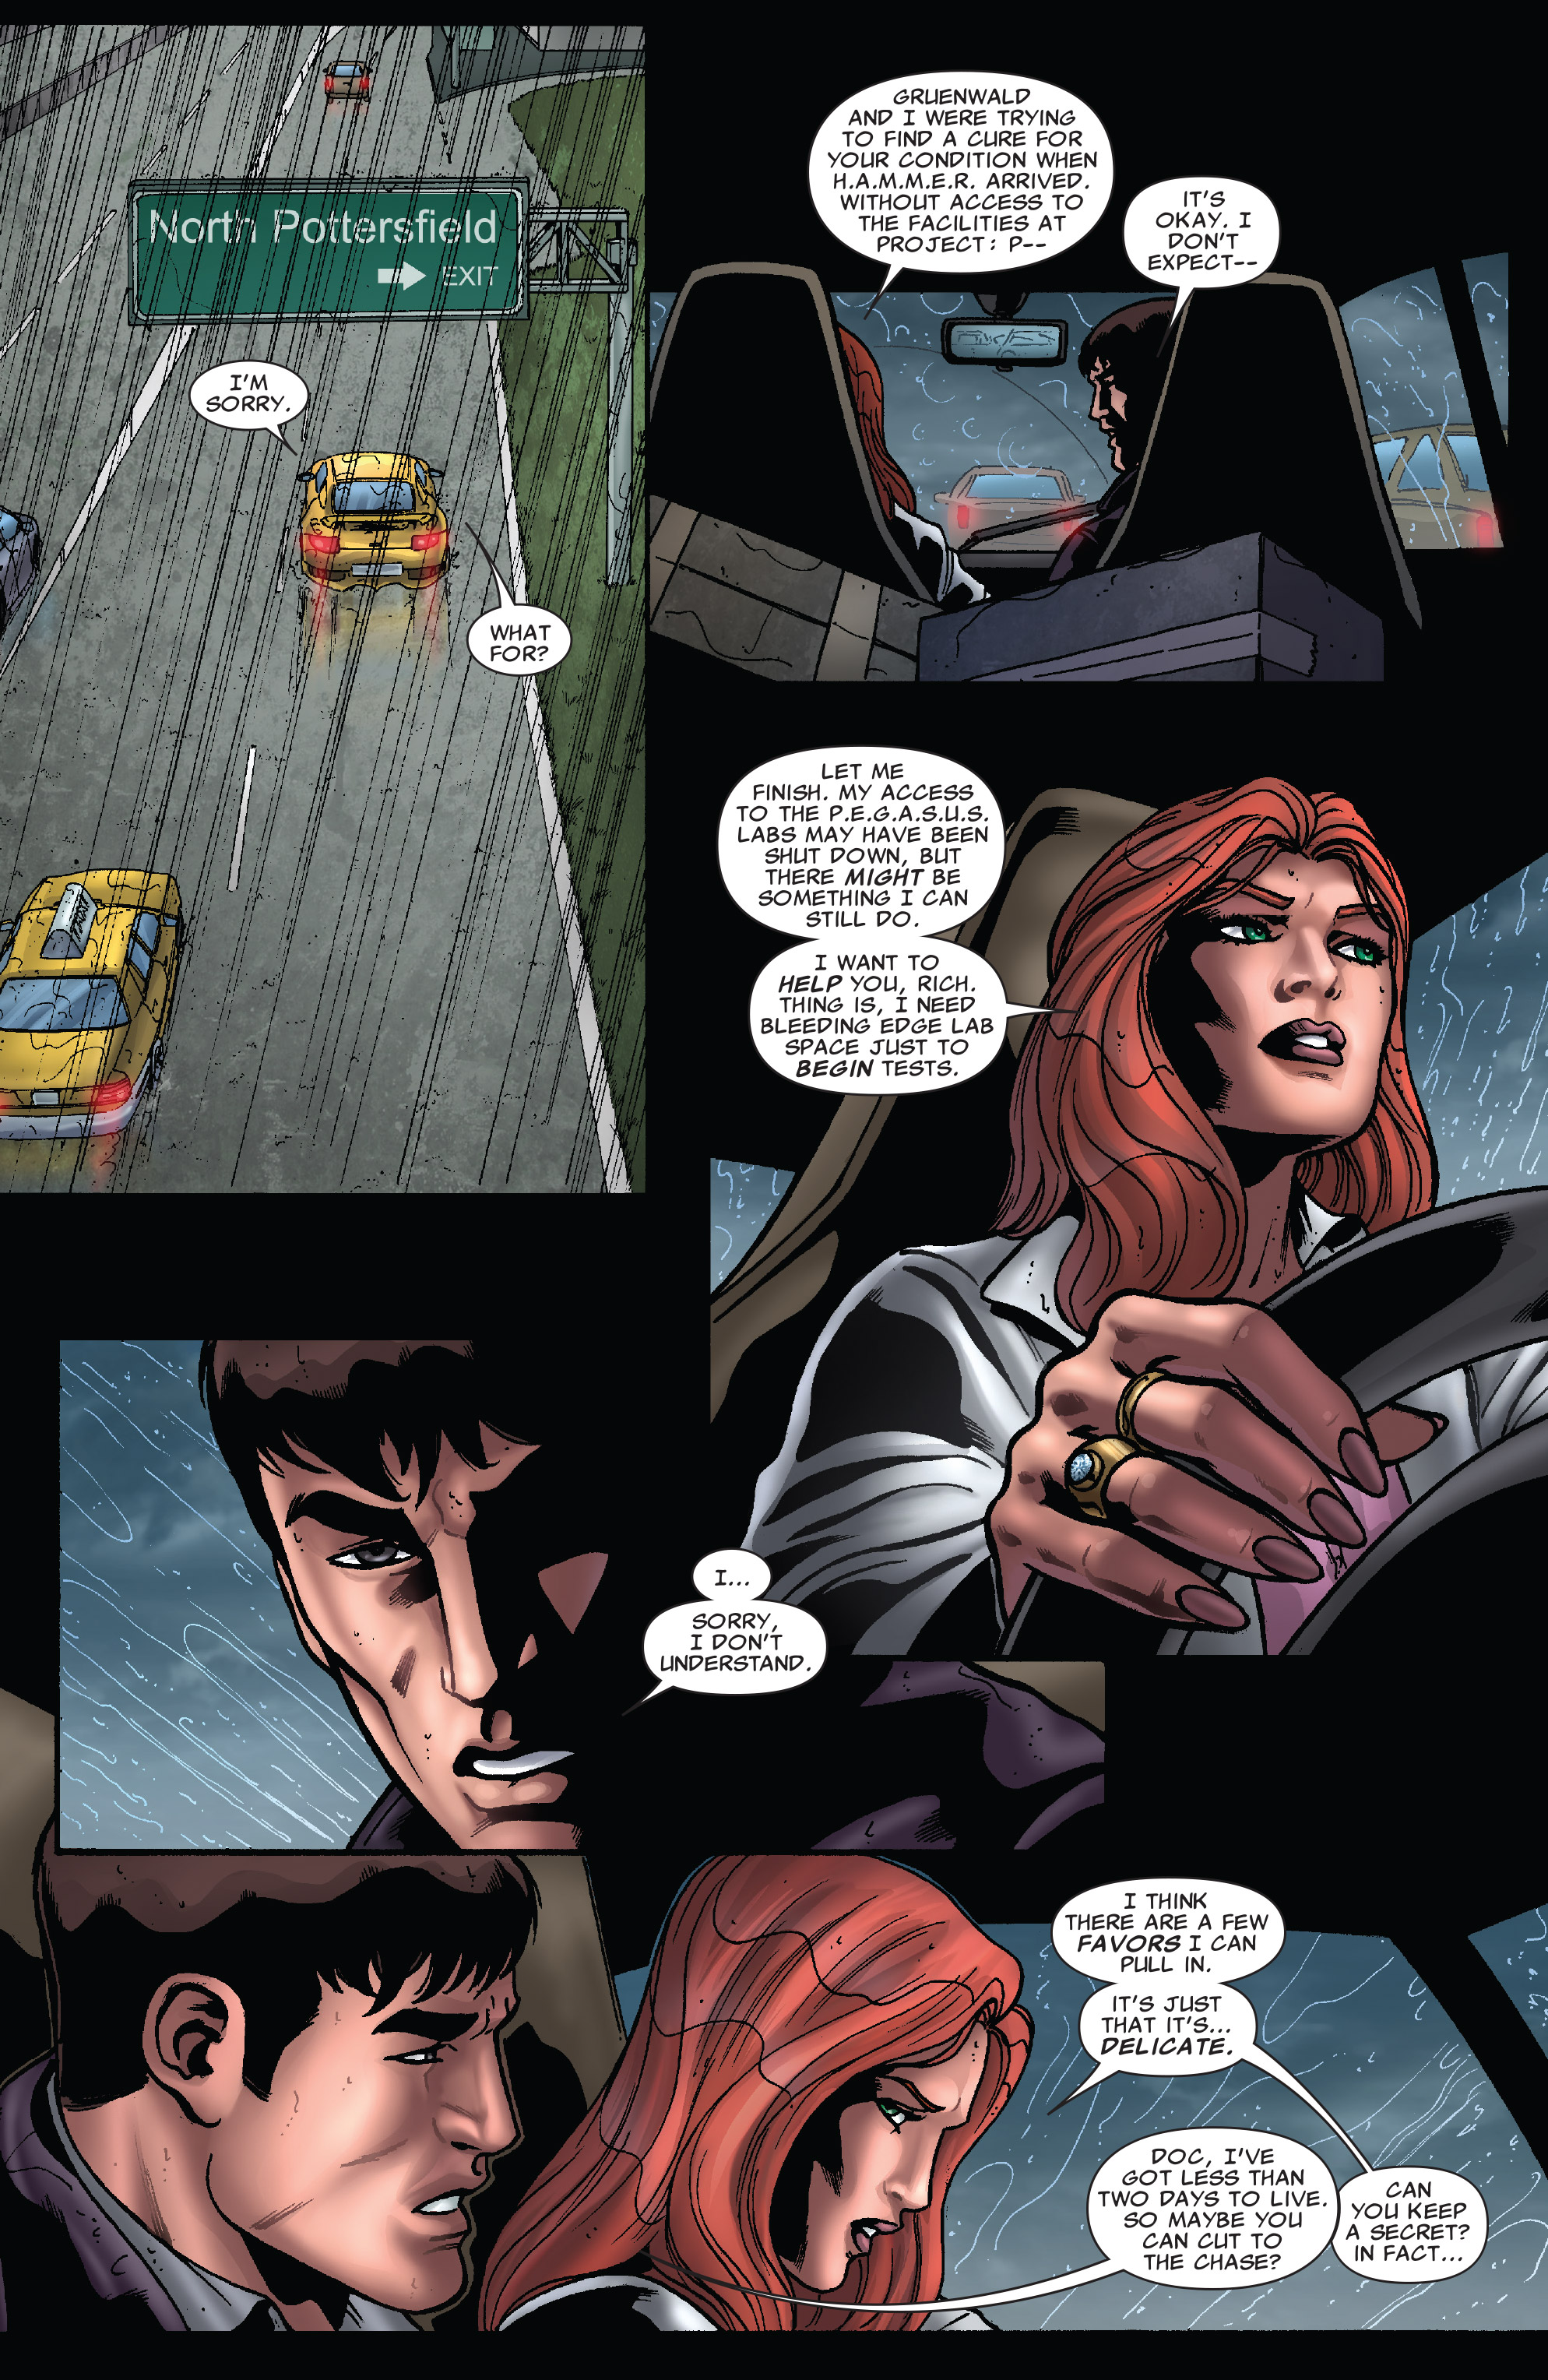 North Pottersfield
EXIT
I'M
SORRY.
WHAT
FOR?
GRUENWALD
AND I WERE TRYING
TO FIND A CURE FOR
YOUR CONDITION WHEN
H.A.M.M.E.R. ARRIVED.
WITHOUT ACCESS TO
THE FACILITIES AT
PROJECT: P--
IT'S
OKAY. I
DON'T
EXPECT--
LET ME
FINISH. MY ACCESS
TO THE P.E.G.A.S.U.S.
LABS MAY HAVE BEEN
SHUT DOWN, BUT
THERE MIGHT BE
SOMETHING I CAN
STILL DO.
I WANT TO
HELP YOU, RICH.
THING IS, I NEED
BLEEDING EDGE LAB
SPACE JUST TO
BEGIN TESTS.
I...
SORRY,
I DON'T
UNDERSTAND.
I THINK
THERE ARE A FEW
FAVORS I CAN
PULL IN.
IT'S JUST
THAT IT'S...
DELICATE.
CAN
YOU KEEP
A SECRET?
IN FACT...
DOC, I'VE
GOT LESS THAN
TWO DAYS TO LIVE.
SO MAYBE YOU
CAN CUT TO
THE CHASE?